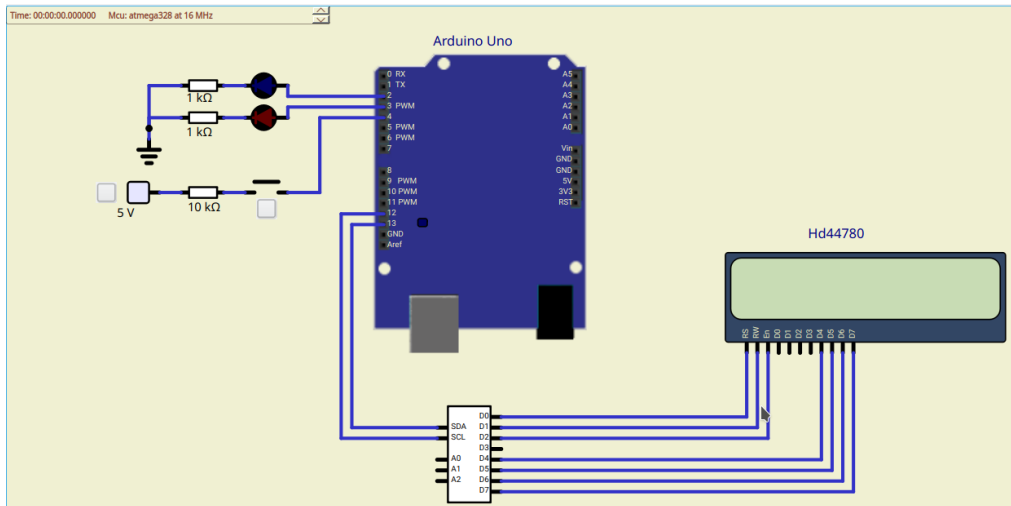 Time: 00:00:00.000000 Mcu: atmega328 at 16 MHz
Arduino Uno
0 RX
1 TX
2
3 PWM
4
5 PWM
6 PWM
7
8
9 PWM
10 PWM
11 PWM
12
13
GND
Aref
A5
A4
A3
A2
A1
A0
Vin
GND
GND
5V
3V3
RST
1 kΩ
1 kΩ
10 kΩ
5 V
Hd44780
RS RW En D0 D1 D2 D3 D4 D5 D6 D7
SDA
SCL
A0
A1
A2
D0
D1
D2
D3
D4
D5
D6
D7